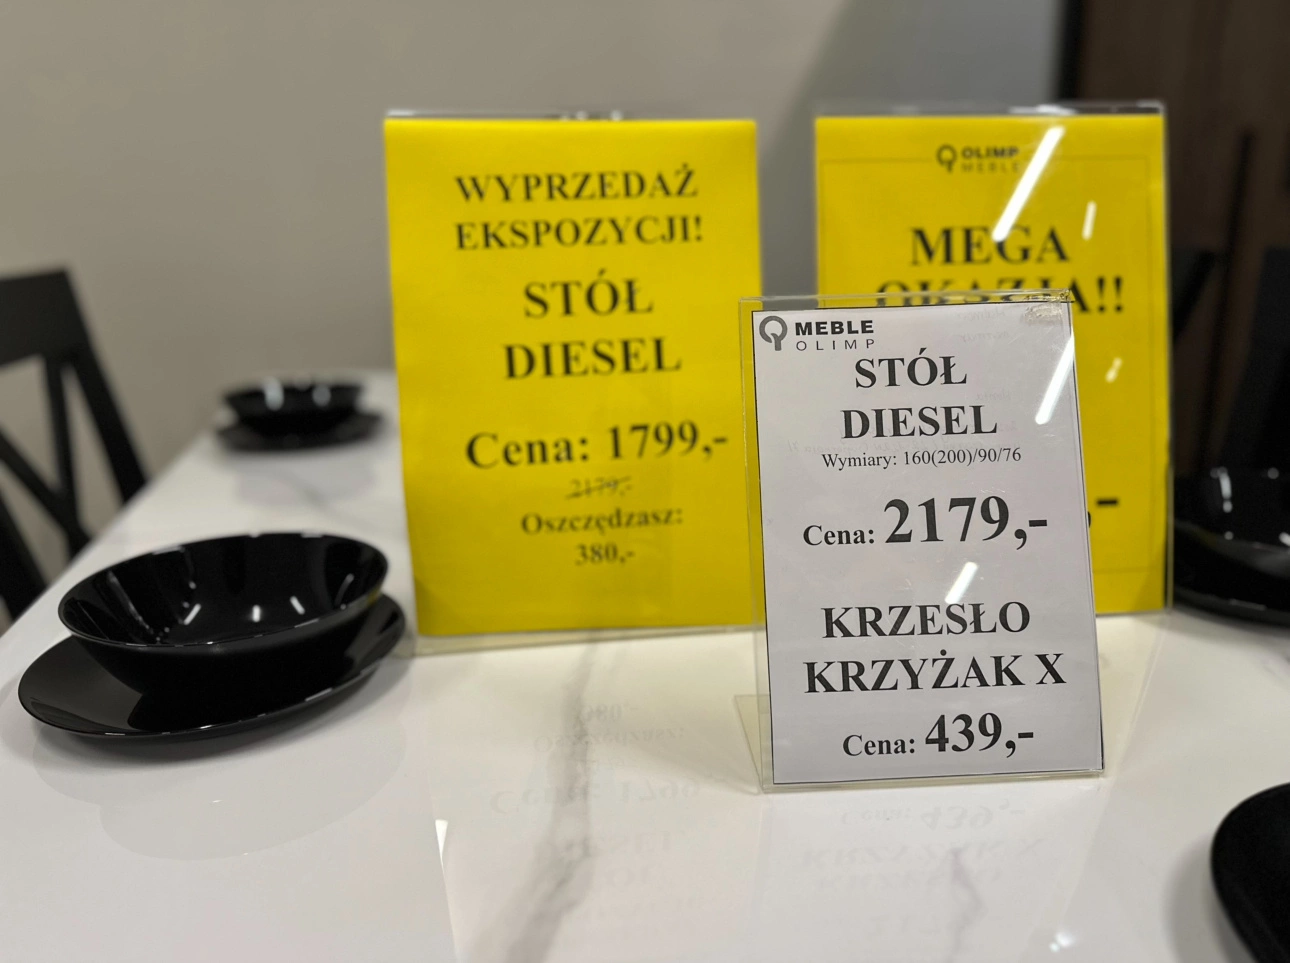 WYPRZEDAŻ
EKSPOZYCJI!
STÓŁ
DIESEL
Cena: 1799,-
2179,-
Oszczędzasz:
380,-
OLIMP
MEBLE
MEGA
OKAZJA!!
,-
MEBLE
OLIMP
STÓŁ
DIESEL
Wymiary: 160(200)/90/76
Cena: 2179,-
KRZESŁO
KRZYŻAK X
Cena: 439,-